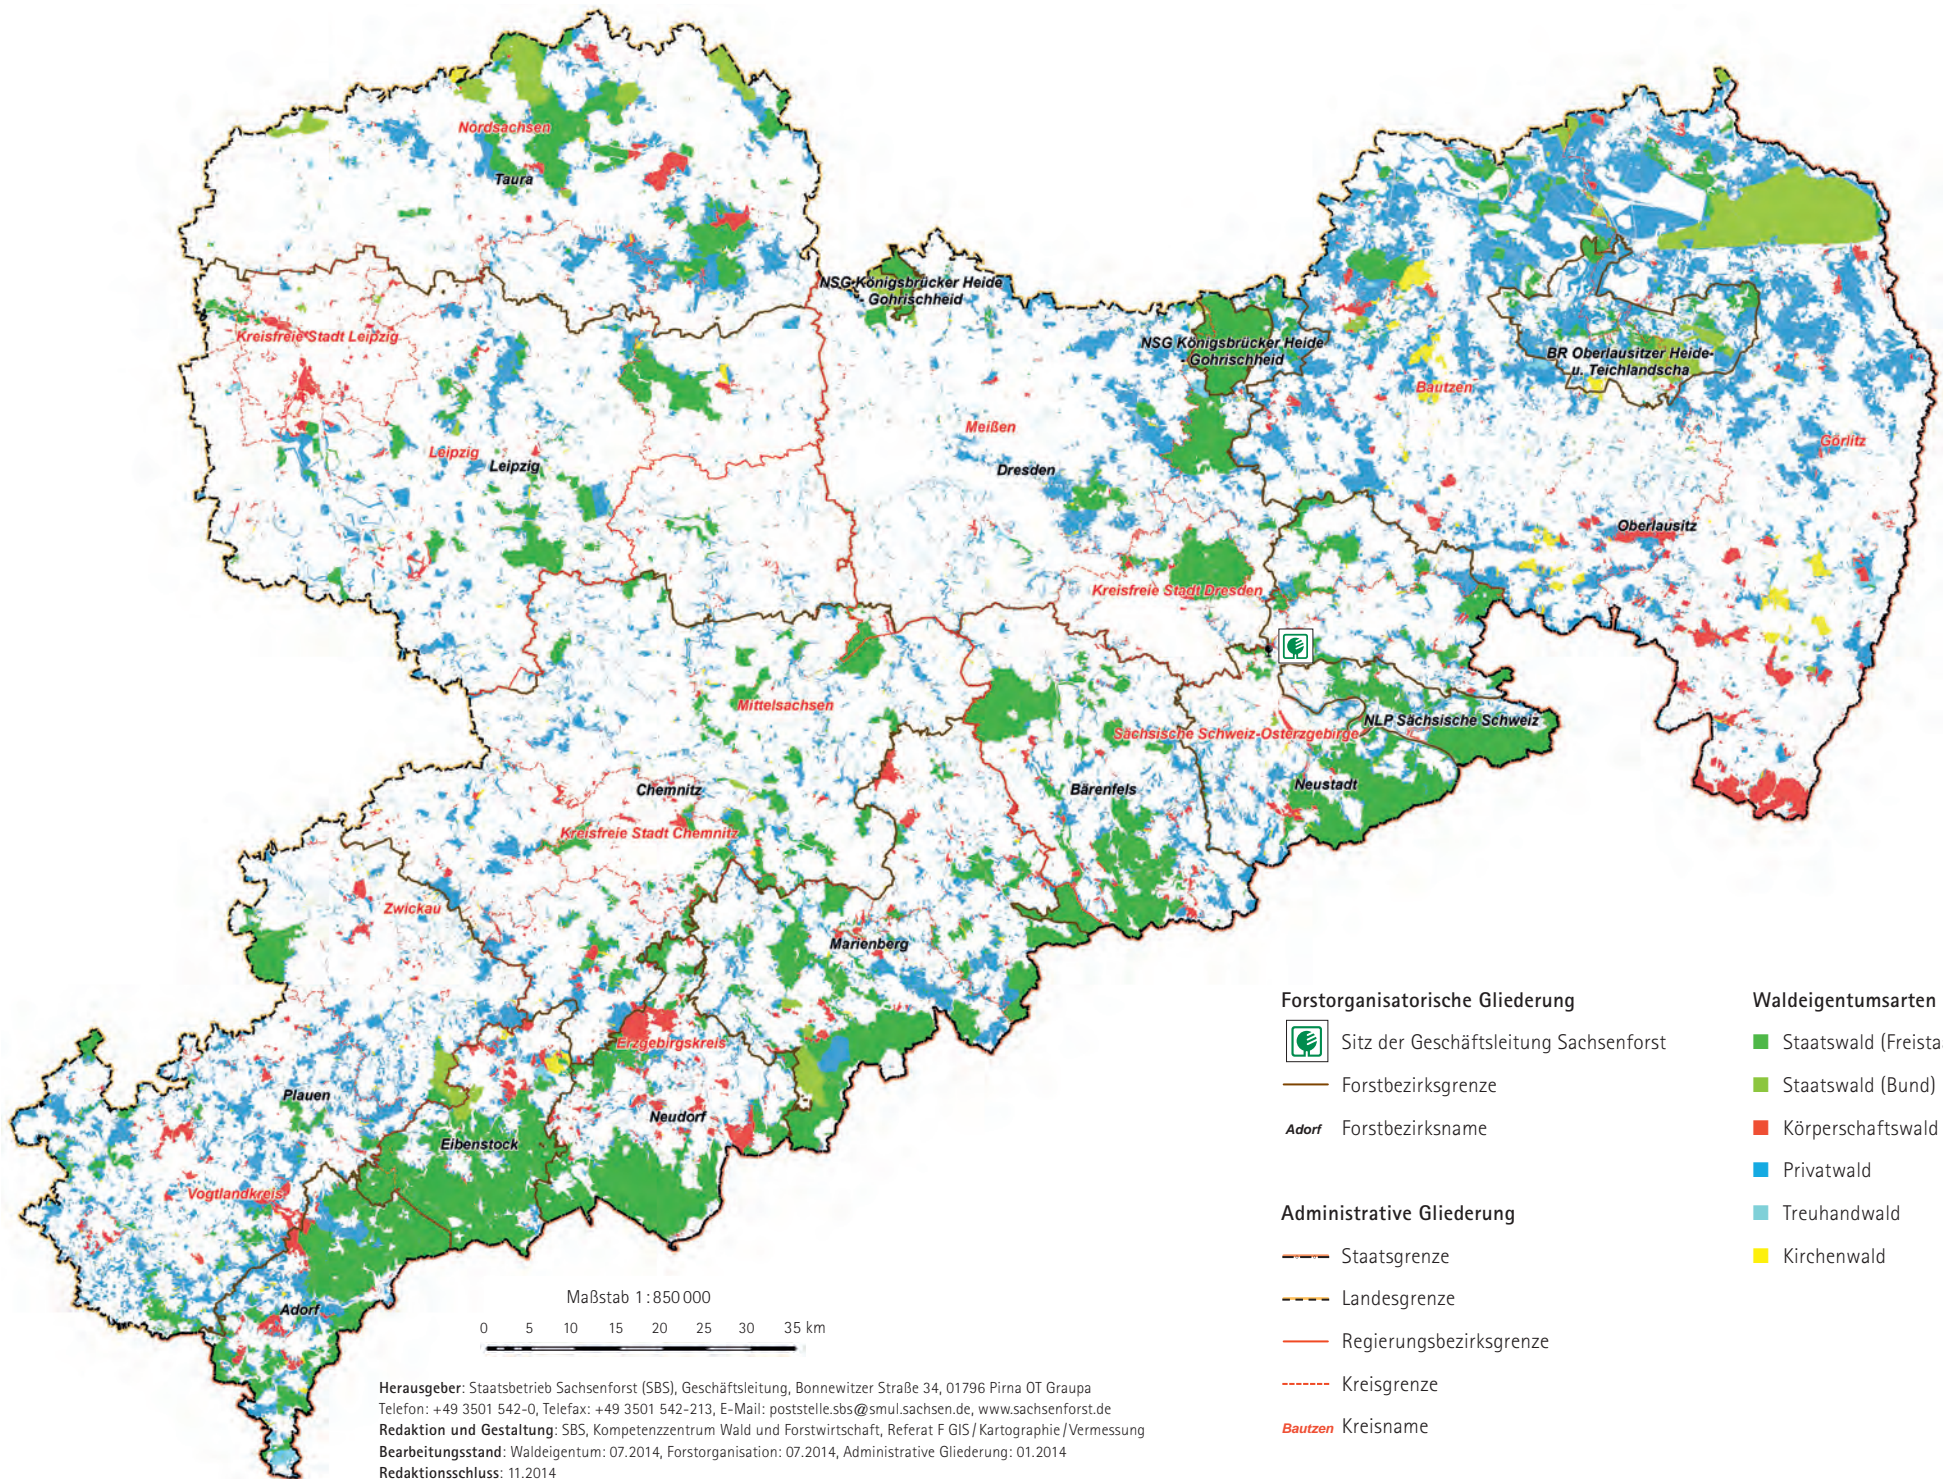 Nordsachsen
Taura
NSG Königsbrücker Heide
- Gohrischheid
Kreisfreie Stadt Leipzig
NSG Königsbrücker Heide
- Gohrischheid
BR Oberlausitzer Heide-
u. Teichlandscha
Bautzen
Meißen
Görlitz
Leipzig
Leipzig
Dresden
Oberlausitz
Kreisfreie Stadt Dresden
Mittelsachsen
NLP Sächsische Schweiz
Sächsische Schweiz-Osterzgebirge
Chemnitz
Bärenfels
Neustadt
Kreisfreie Stadt Chemnitz
Zwickau
Marienberg
Erzgebirgskreis
Plauen
Neudorf
Eibenstock
Vogtlandkreis
Adorf
Forstorganisatorische Gliederung
Sitz der Geschäftsleitung Sachsenforst
Forstbezirksgrenze
Adorf Forstbezirksname
Administrative Gliederung
Staatsgrenze
Landesgrenze
Regierungsbezirksgrenze
Kreisgrenze
Bautzen Kreisname
Waldeigentumsarten
Staatswald (Freista
Staatswald (Bund)
Körperschaftswald
Privatwald
Treuhandwald
Kirchenwald
Maßstab 1:850 000
0 5 10 15 20 25 30 35 km
Herausgeber: Staatsbetrieb Sachsenforst (SBS), Geschäftsleitung, Bonnewitzer Straße 34, 01796 Pirna OT Graupa
Telefon: +49 3501 542-0, Telefax: +49 3501 542-213, E-Mail: poststelle.sbs@smul.sachsen.de, www.sachsenforst.de
Redaktion und Gestaltung: SBS, Kompetenzzentrum Wald und Forstwirtschaft, Referat F GIS/Kartographie/Vermessung
Bearbeitungsstand: Waldeigentum: 07.2014, Forstorganisation: 07.2014, Administrative Gliederung: 01.2014
Redaktionsschluss: 11.2014